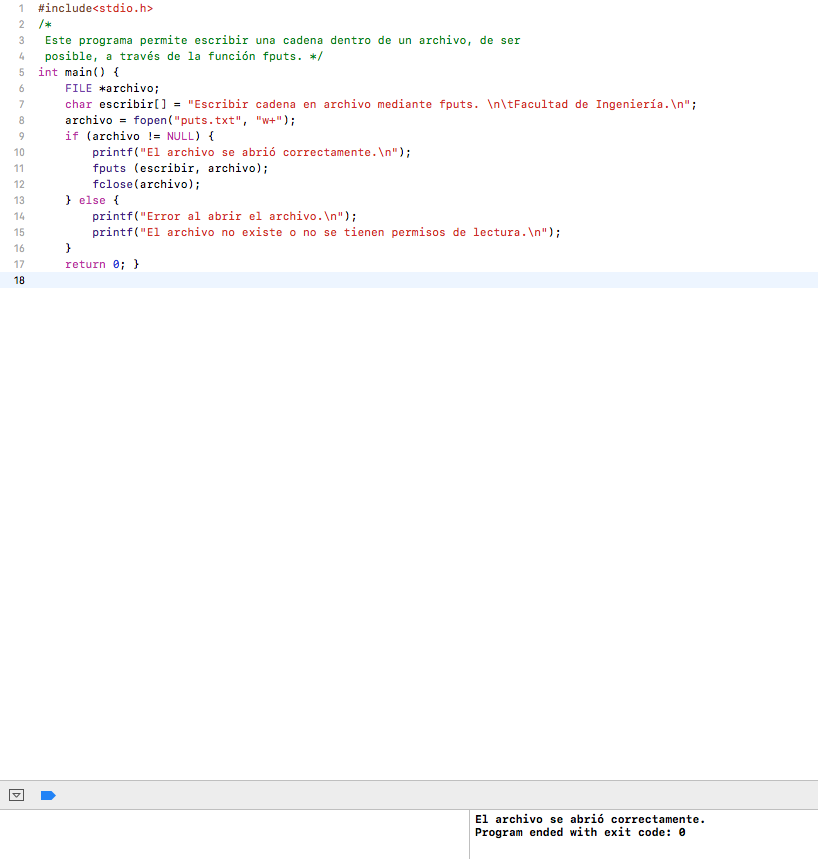 1 #include<stdio.h>
2 /*
3 Este programa permite escribir una cadena dentro de un archivo, de ser
4 posible, a través de la función fputs. */
5 int main() {
6 FILE *archivo;
7 char escribir[] = "Escribir cadena en archivo mediante fputs. \n\tFacultad de Ingeniería.\n";
8 archivo = fopen("puts.txt", "w+");
9 if (archivo != NULL) {
10 printf("El archivo se abrió correctamente.\n");
11 fputs (escribir, archivo);
12 fclose(archivo);
13 } else {
14 printf("Error al abrir el archivo.\n");
15 printf("El archivo no existe o no se tienen permisos de lectura.\n");
16 }
17 return 0; }
18
El archivo se abrió correctamente.
Program ended with exit code: 0